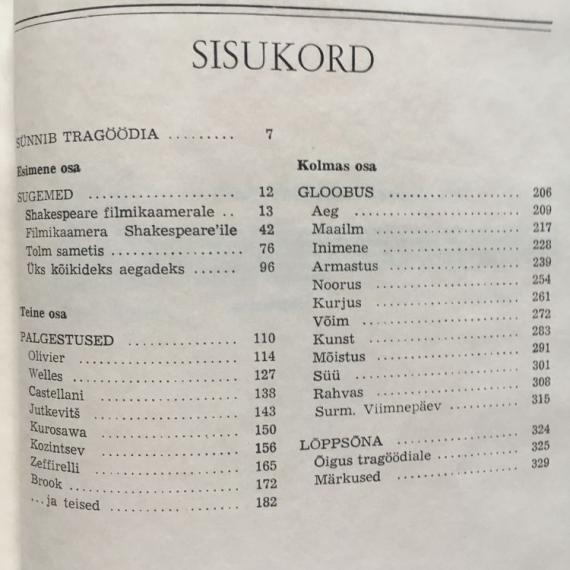 SISUKORD
SÜNNIB TRAGÖÖDIA ......... 7
Esimene osa
SUGEMED .................... 12
Shakespeare filmikaamerale .. 13
Filmikaamera Shakespeare'ile 42
Tolm sametis .................. 76
Üks kõikideks aegadeks ...... 96
Teine osa
PALGESTUSED ............... 110
Olivier ...................... 114
Welles ....................... 127
Castellani .................... 138
Jutkevitš ..................... 143
Kurosawa .................... 150
Kozintsev .................... 156
Zeffirelli ..................... 165
Brook ........................ 172
...ja teised .................. 182
Kolmas osa
GLOOBUS .................. 206
Aeg ........................ 209
Maailm ..................... 217
Inimene ..................... 228
Armastus .................... 239
Noorus ...................... 254
Kurjus ...................... 261
Võim ....................... 272
Kunst ....................... 283
Mõistus ..................... 291
Süü ......................... 301
Rahvas ...................... 308
Surm. Viimnepäev .......... 315
LÕPPSÕNA ................. 324
Õigus tragöödiale ............ 325
Märkused .................. 329